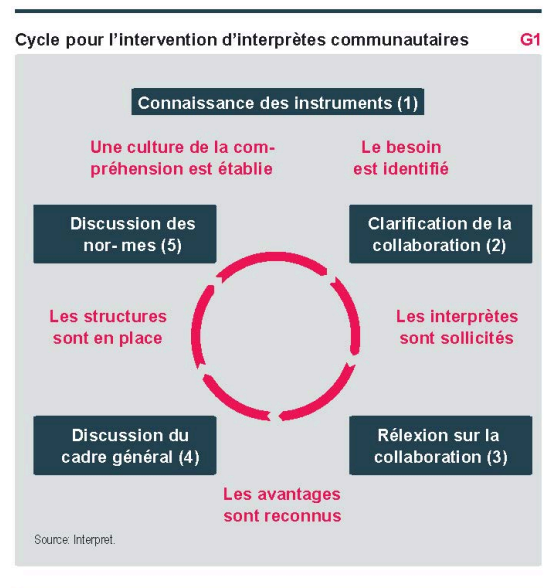 Cycle pour l'intervention d'interprètes communautaires G1
Connaissance des instruments (1)
Une culture de la com-
préhension est établie
Le besoin
est identifié
Discussion des
nor- mes (5)
Clarification de la
collaboration (2)
Les structures
sont en place
Les interprètes
sont sollicités
Discussion du
cadre général (4)
Rélexion sur la
collaboration (3)
Les avantages
sont reconnus
Source: Interpret.